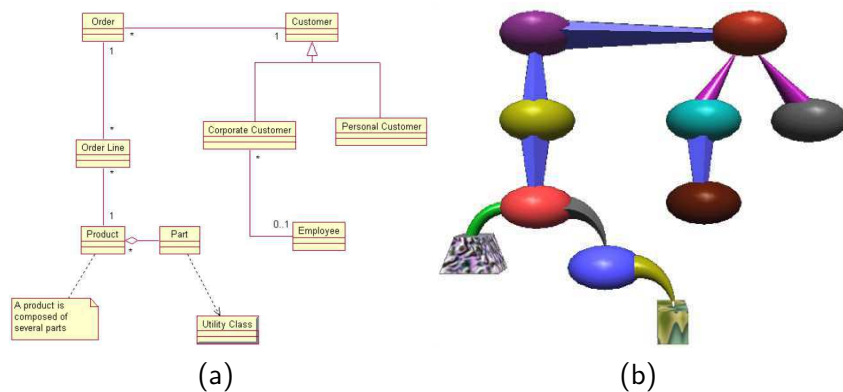 Order
Customer
*
1
1
*
Corporate Customer
Personal Customer
Order Line
*
*
0..1
1
Employee
Product
Part
*
A product is
composed of
several parts
Utility Class
(a)
(b)